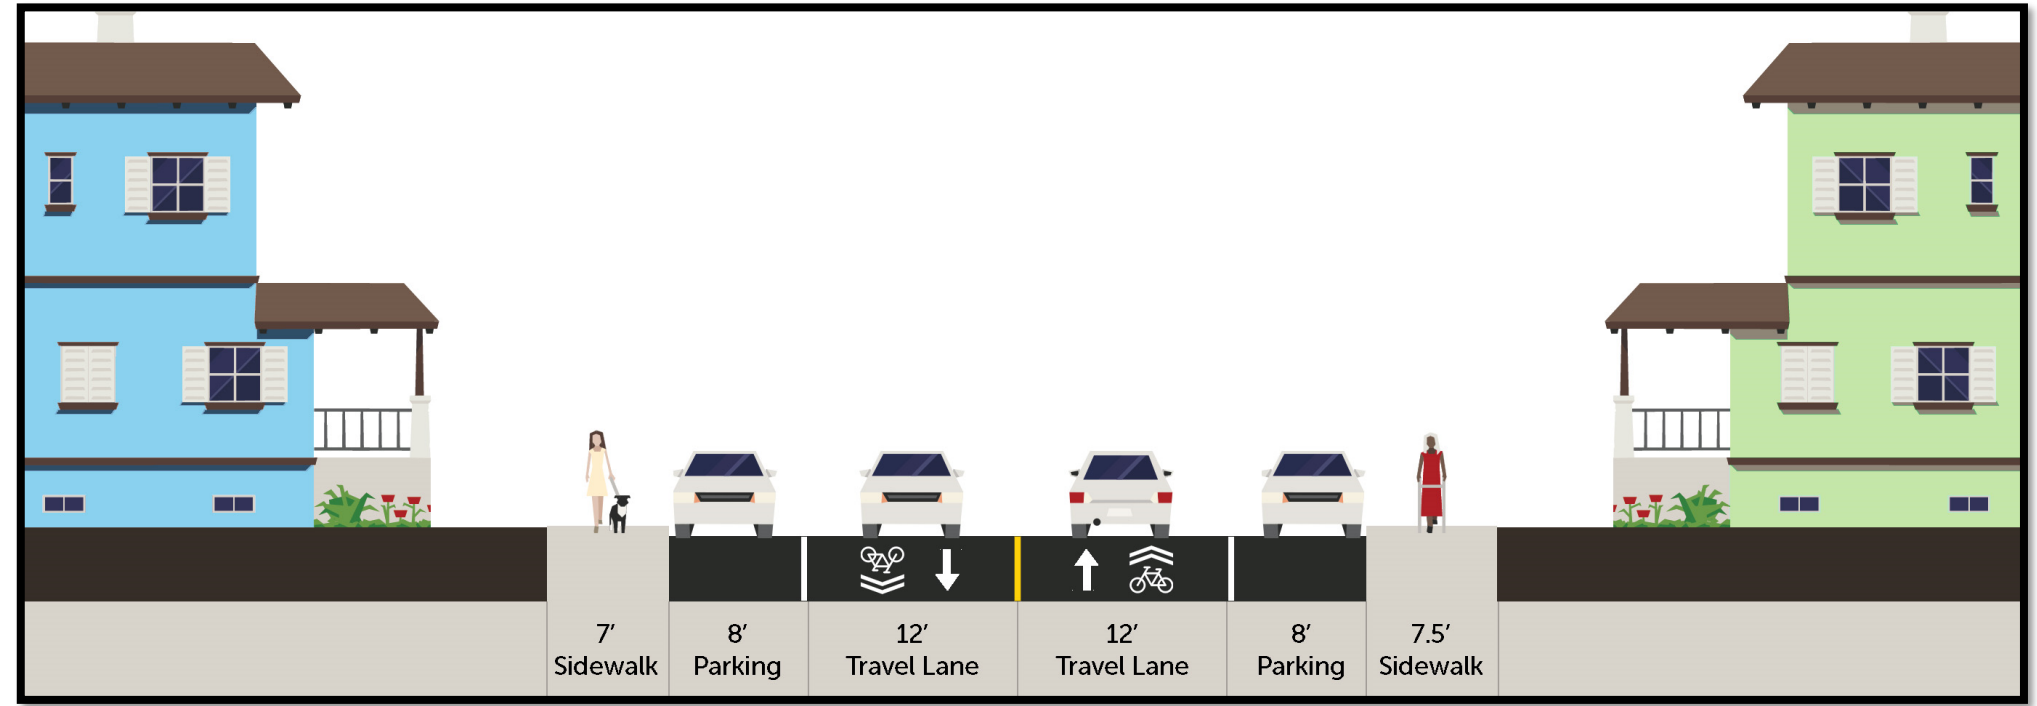 7’
Sidewalk
8’
Parking
12’
Travel Lane
12’
Travel Lane
8’
Parking
7.5’
Sidewalk